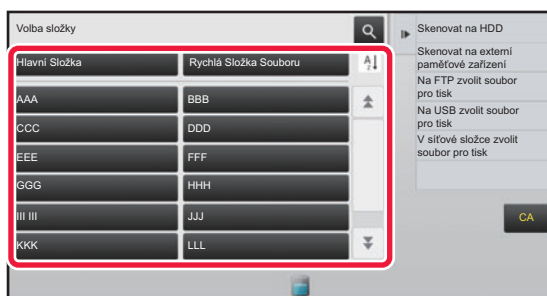 Volba složky
Hlavní Složka
Rychlá Složka Souboru
AAA
BBB
CCC
DDD
EEE
FFF
GGG
HHH
III III
JJJ
KKK
LLL
Skenovat na HDD
Skenovat na externí
paměťové zařízení
Na FTP zvolit soubor
pro tisk
Na USB zvolit soubor
pro tisk
V síťové složce zvolit
soubor pro tisk
CA